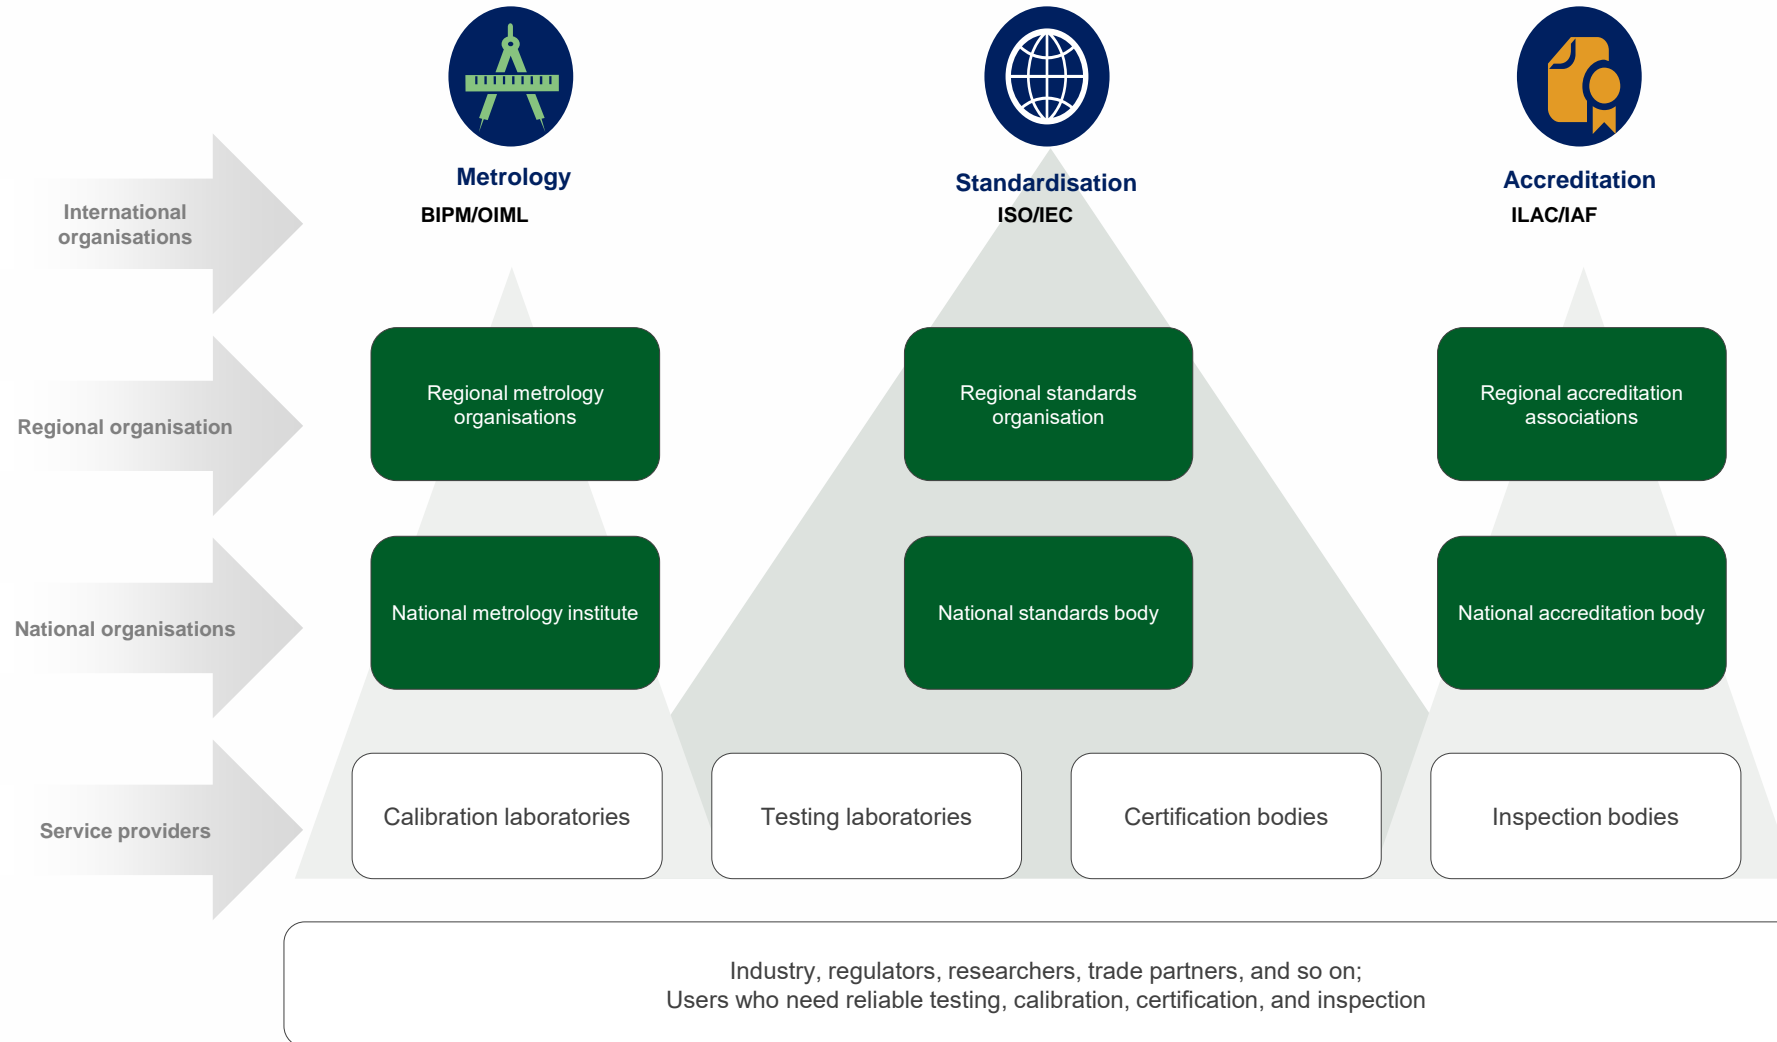 Metrology
Standardisation
Accreditation
International
organisations
BIPM/OIML
ISO/IEC
ILAC/IAF
Regional organisation
Regional metrology
organisations
Regional standards
organisation
Regional accreditation
associations
National organisations
National metrology institute
National standards body
National accreditation body
Service providers
Calibration laboratories
Testing laboratories
Certification bodies
Inspection bodies
Industry, regulators, researchers, trade partners, and so on;
Users who need reliable testing, calibration, certification, and inspection